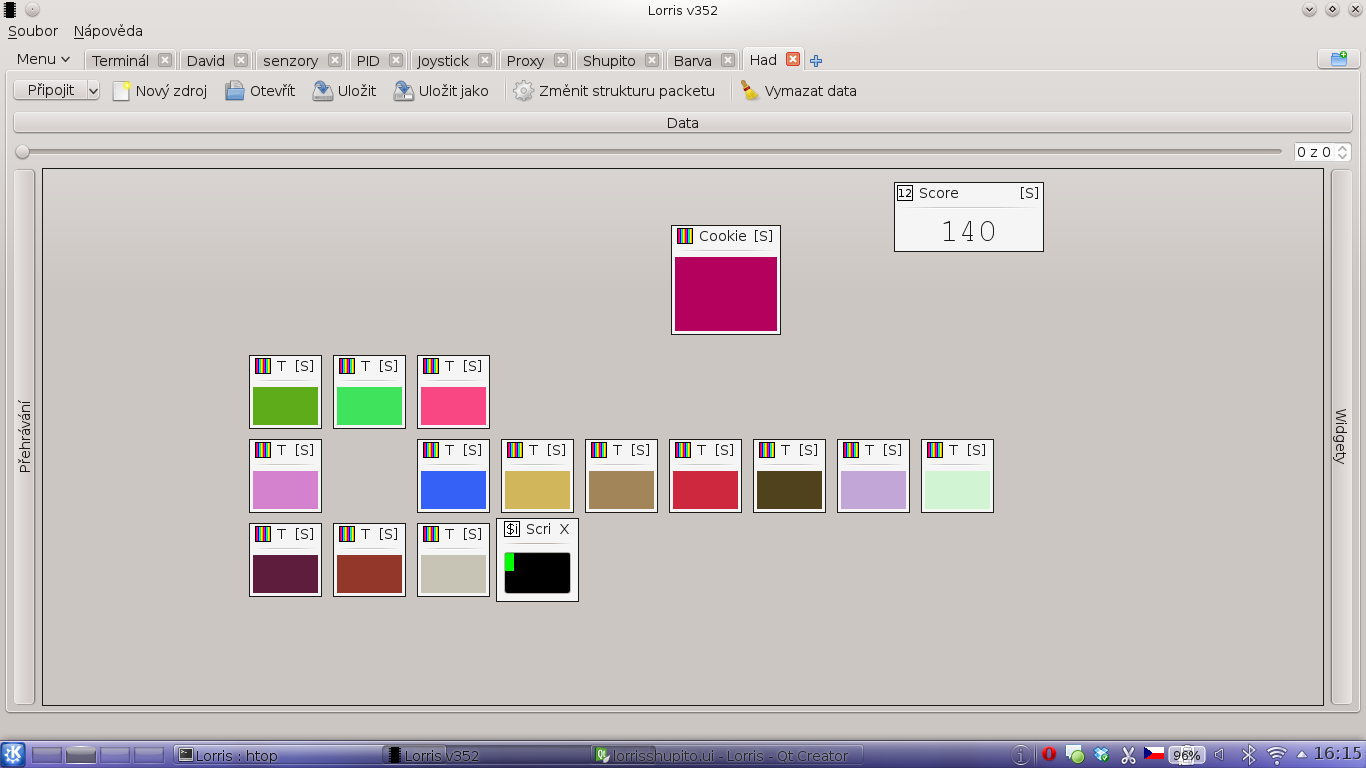 Lorris v352
Soubor Nápověda
Menu Terminál David senzory PID Joystick Proxy Shupito Barva Had
Připojit Nový zdroj Otevřít Uložit Uložit jako Změnit strukturu packetu Vymazat data
Data
0 z 0
12 Score [S]
140
Cookie [S]
T [S] T [S] T [S]
Přehrávání
Widgety
T [S] T [S] T [S] T [S] T [S] T [S] T [S] T [S]
T [S] T [S] T [S] $i Scri X
Lorris : htop Lorris v352 lorrisshupito.ui - Lorris - Qt Creator 96% 16:15